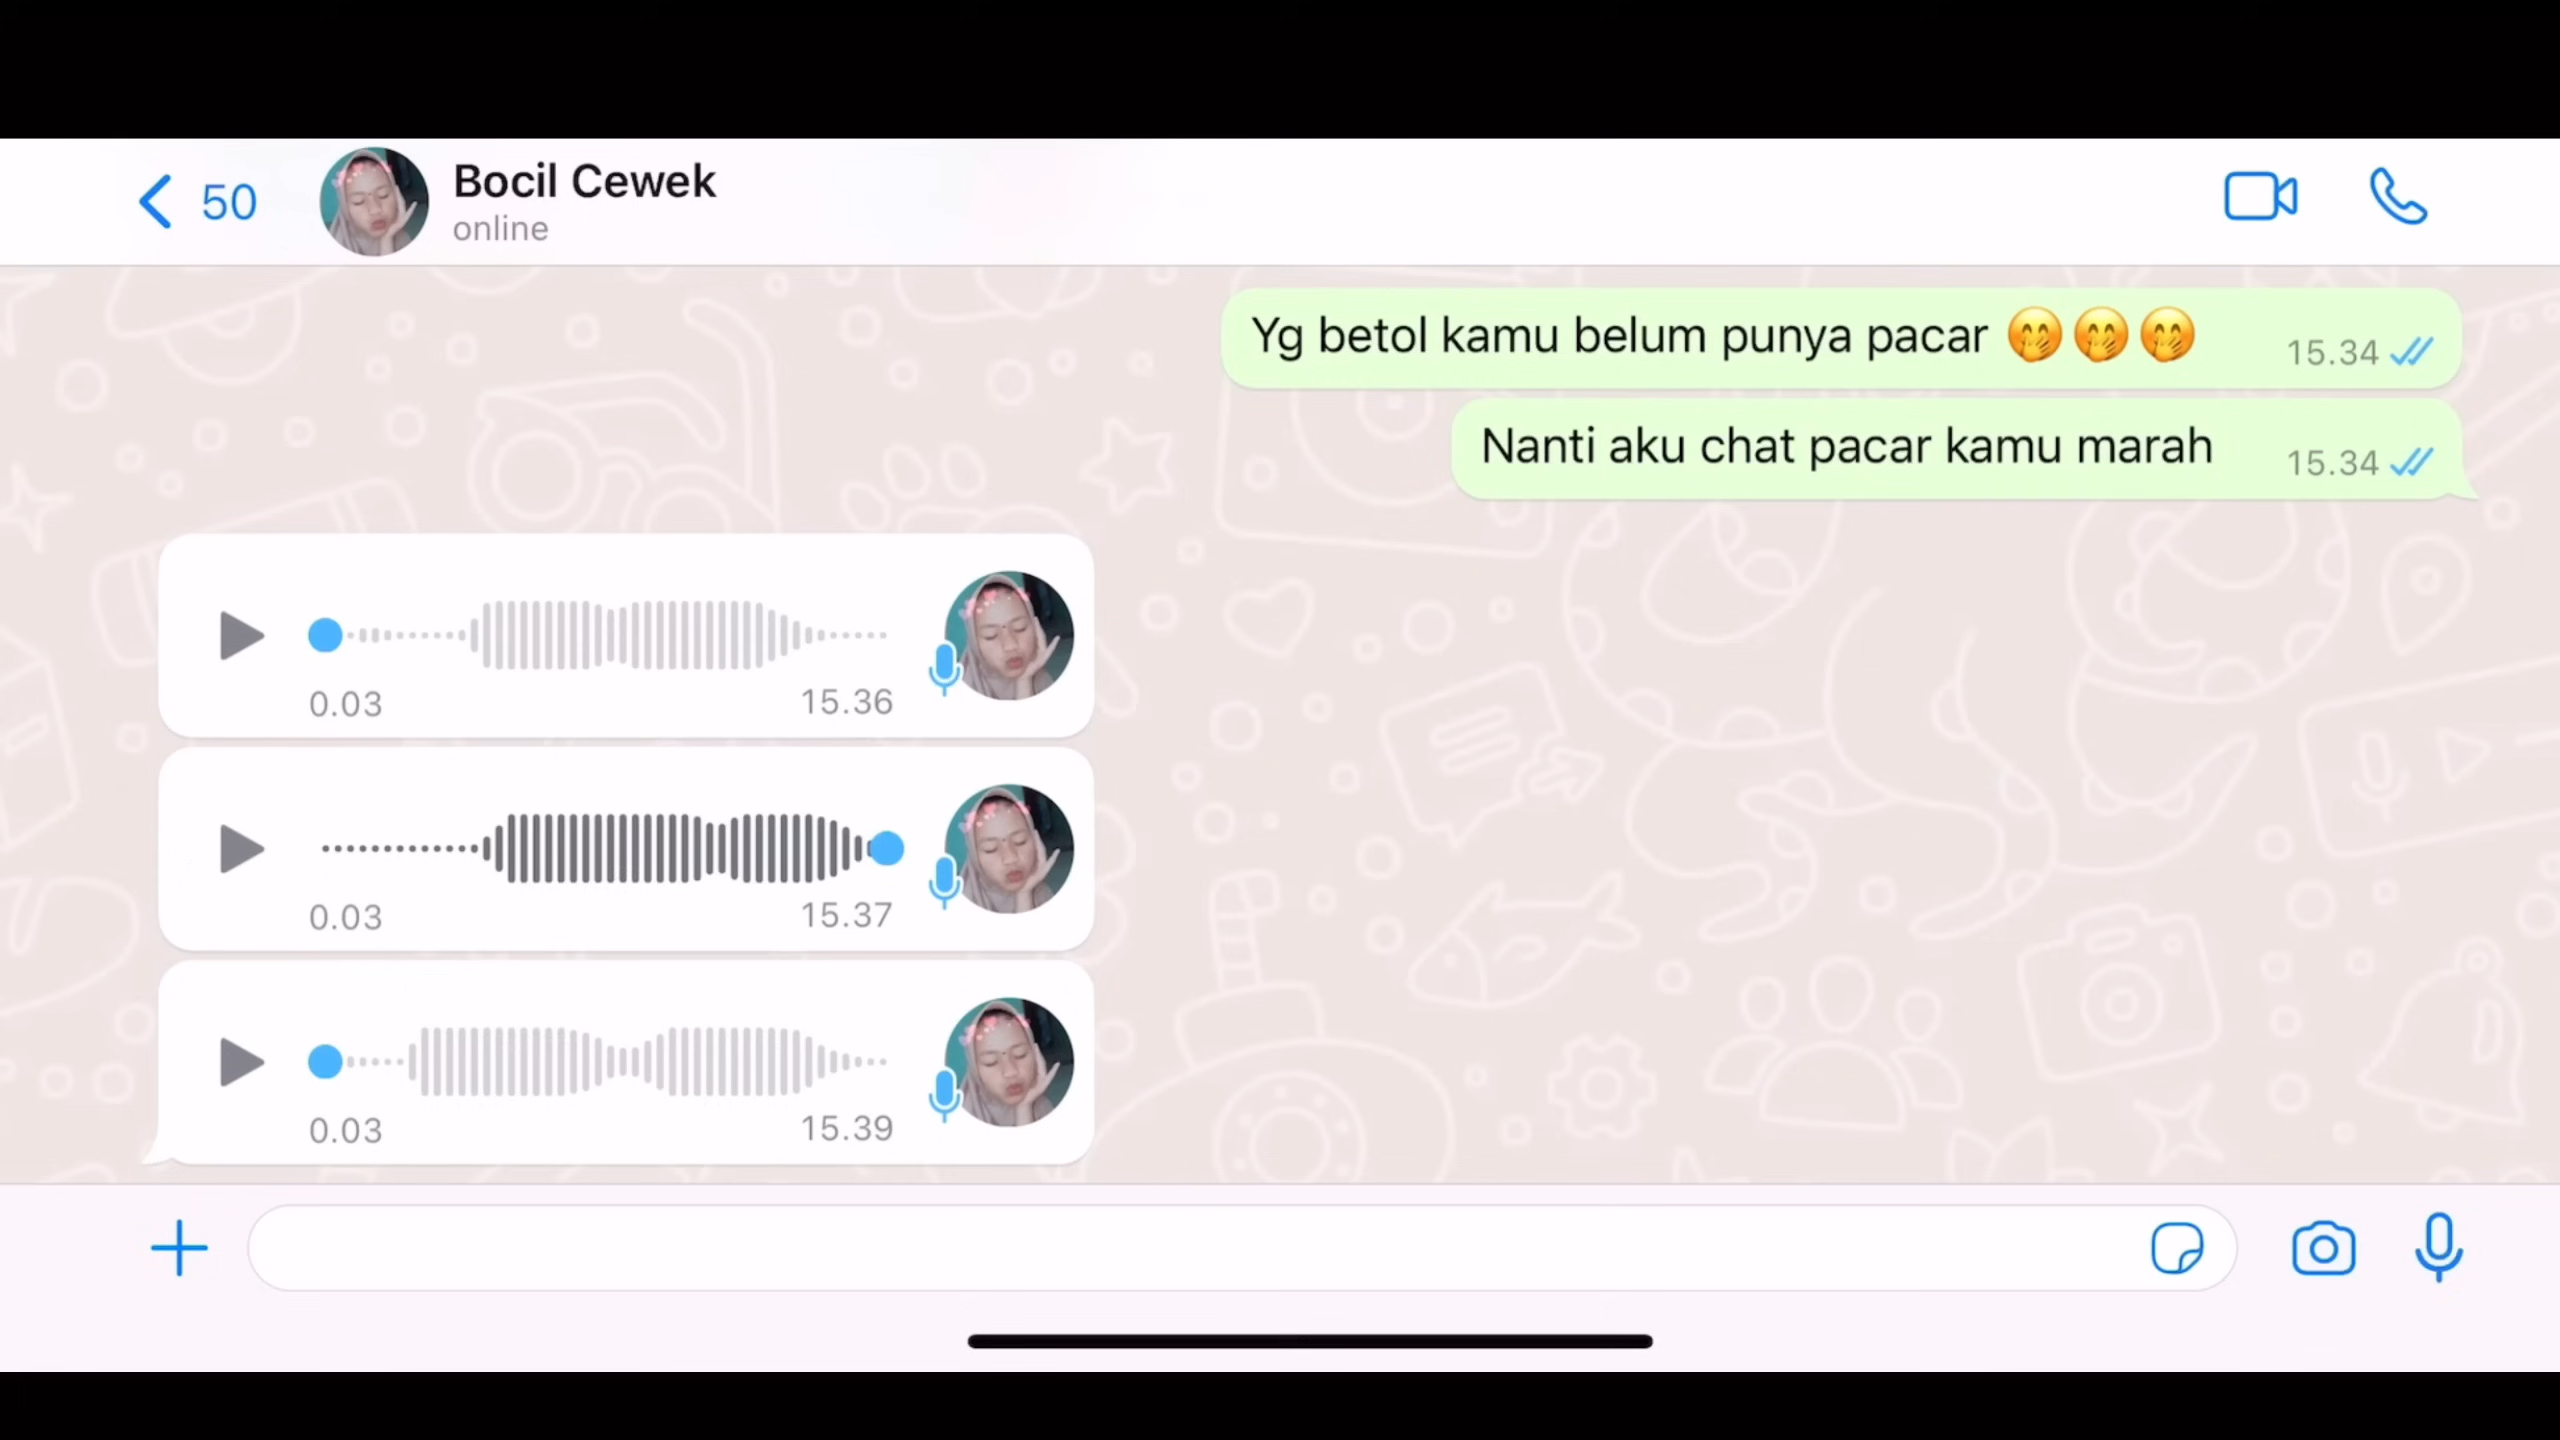 50
Bocil Cewek
online
Yg betol kamu belum punya pacar 🤭🤭🤭 15.34
Nanti aku chat pacar kamu marah 15.34
0.03 15.36
0.03 15.37
0.03 15.39